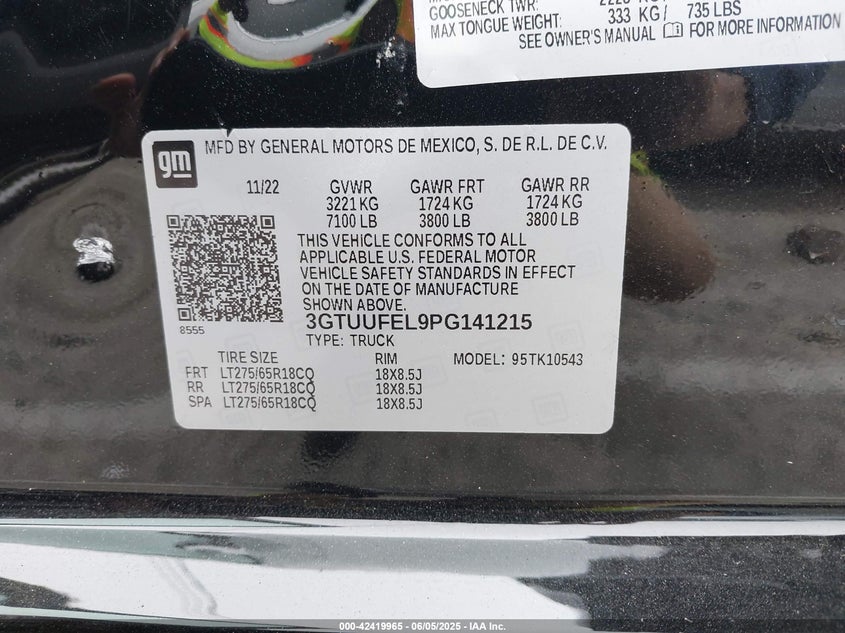 GOOSENECK TWR:
MAX TONGUE WEIGHT: 333 KG/ 735 LBS
SEE OWNER'S MANUAL FOR MORE INFORMATION
gm MFD BY GENERAL MOTORS DE MEXICO, S. DE R.L. DE C.V.
11/22 GVWR GAWR FRT GAWR RR
3221 KG 1724 KG 1724 KG
7100 LB 3800 LB 3800 LB
THIS VEHICLE CONFORMS TO ALL
APPLICABLE U.S. FEDERAL MOTOR
VEHICLE SAFETY STANDARDS IN EFFECT
ON THE DATE OF MANUFACTURE
SHOWN ABOVE.
8555 3GTUUFEL9PG141215
TYPE: TRUCK
TIRE SIZE RIM MODEL: 95TK10543
FRT LT275/65R18CQ 18X8.5J
RR LT275/65R18CQ 18X8.5J
SPA LT275/65R18CQ 18X8.5J
000-42419965 - 06/05/2025 - IAA Inc.